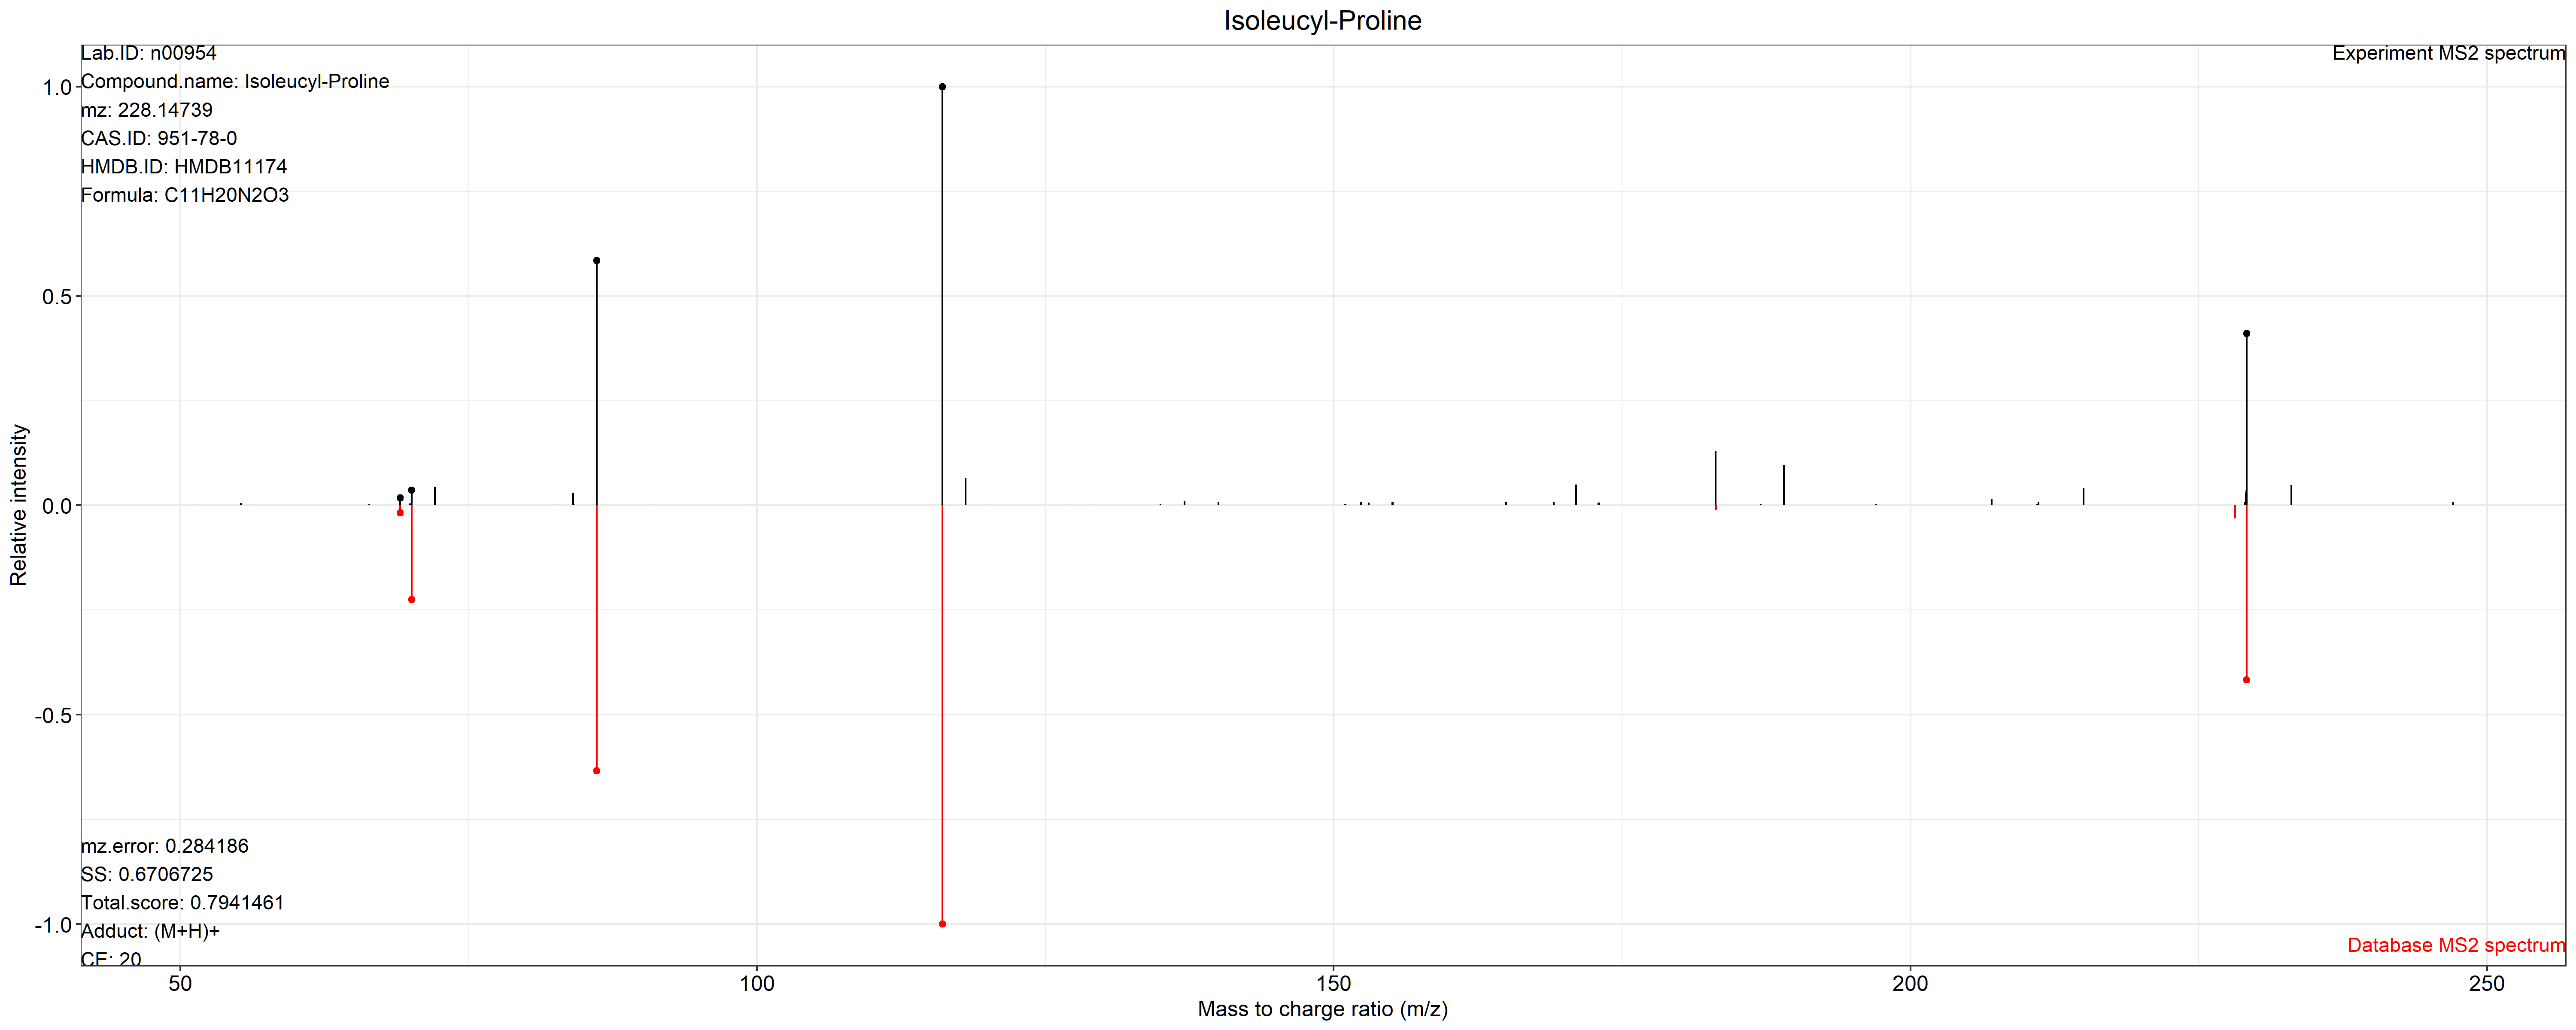 Isoleucyl-Proline
Lab.ID: n00954
Experiment MS2 spectrum
Compound.name: Isoleucyl-Proline
mz: 228.14739
CAS.ID: 951-78-0
HMDB.ID: HMDB11174
Formula: C11H20N2O3
1.0
0.5
0.0
-0.5
-1.0
Relative intensity
mz.error: 0.284186
SS: 0.6706725
Total.score: 0.7941461
Adduct: (M+H)+
CE: 20
Database MS2 spectrum
50 100 150 200 250
Mass to charge ratio (m/z)